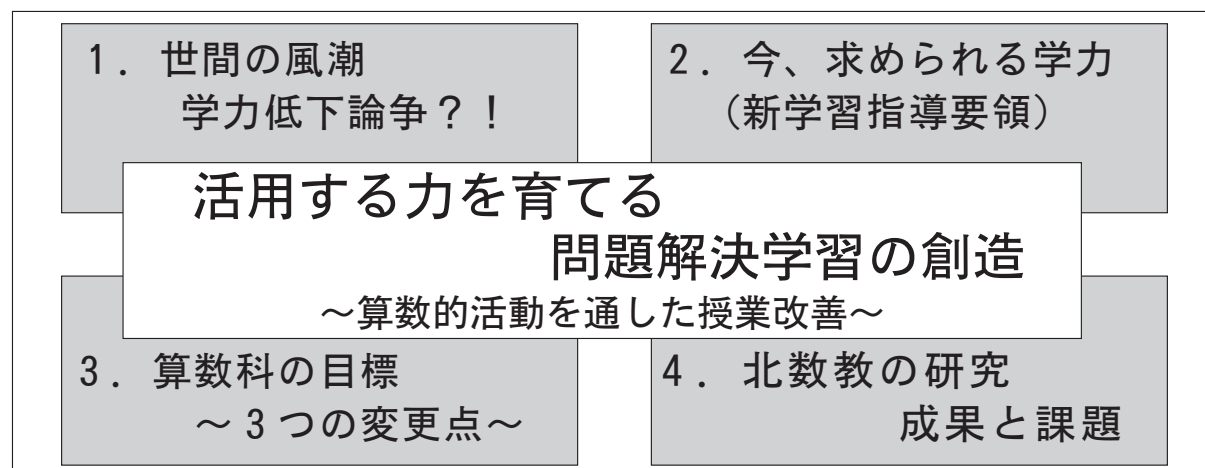 1．世間の風潮
学力低下論争？！
2．今、求められる学力
（新学習指導要領）
活用する力を育てる
問題解決学習の創造
～算数的活動を通した授業改善～
3．算数科の目標
～3つの変更点～
4．北数教の研究
成果と課題